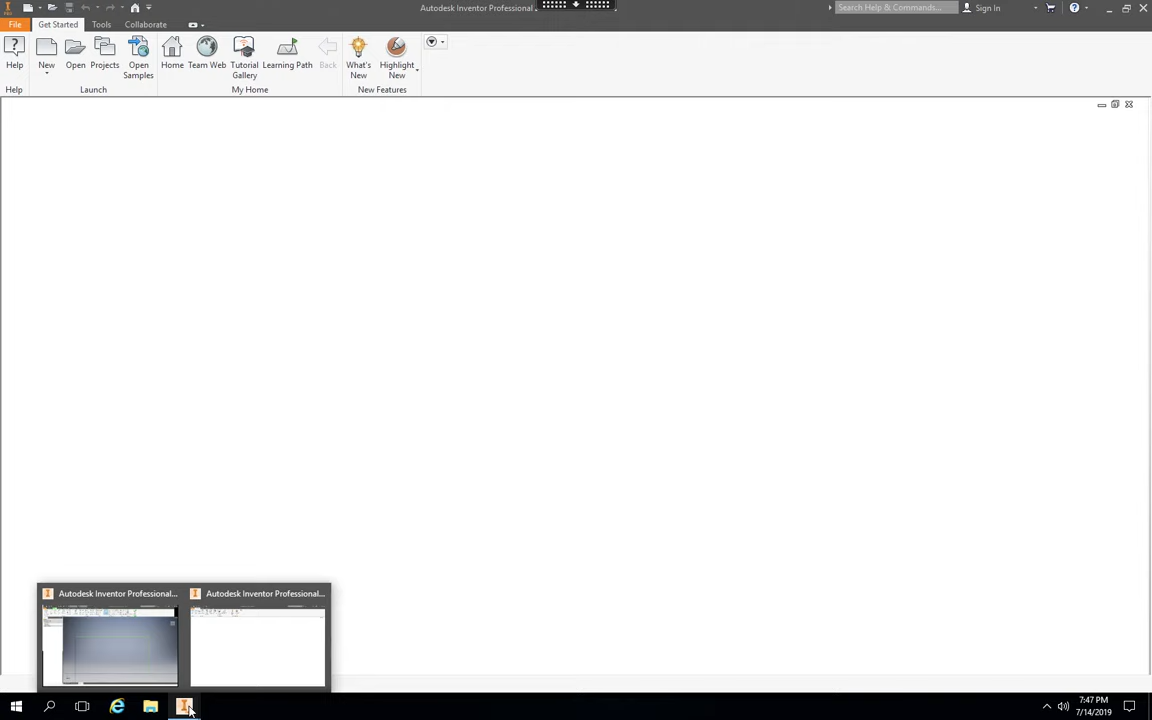 Autodesk Inventor Professional
Search Help & Commands...
Sign In
File
Get Started
Tools
Collaborate
Help
New
Open
Projects
Open Samples
Home
Team Web
Tutorial Gallery
Learning Path
Back
What's New
Highlight New
Help
Launch
My Home
New Features
Autodesk Inventor Professional...
Autodesk Inventor Professional...
7:47 PM
7/14/2019